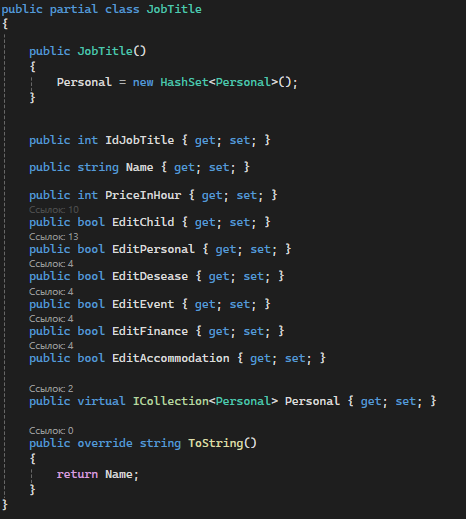 public partial class JobTitle
{
public JobTitle()
{
Personal = new HashSet<Personal>();
}
public int IdJobTitle { get; set; }
public string Name { get; set; }
public int PriceInHour { get; set; }
Ссылок: 10
public bool EditChild { get; set; }
Ссылок: 13
public bool EditPersonal { get; set; }
Ссылок: 4
public bool EditDesease { get; set; }
Ссылок: 4
public bool EditEvent { get; set; }
Ссылок: 4
public bool EditFinance { get; set; }
Ссылок: 4
public bool EditAccommodation { get; set; }
Ссылок: 2
public virtual ICollection<Personal> Personal { get; set; }
Ссылок: 0
public override string ToString()
{
return Name;
}
}